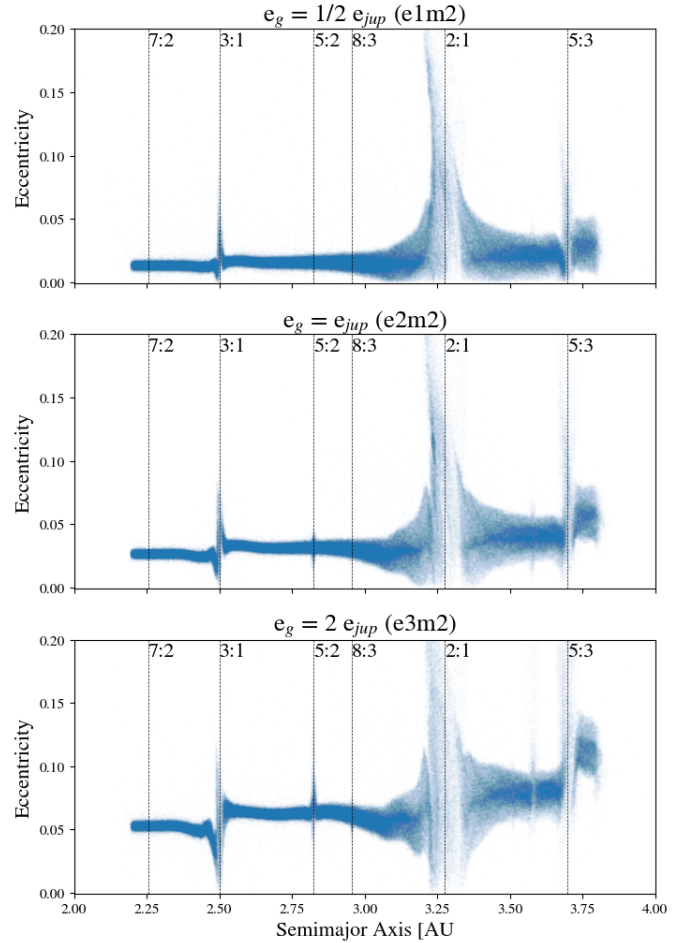 e_g = 1/2 e_jup (e1m2)
7:2 3:1 5:2 8:3 2:1 5:3
Eccentricity
0.20
0.15
0.10
0.05
0.00
e_g = e_jup (e2m2)
7:2 3:1 5:2 8:3 2:1 5:3
Eccentricity
0.20
0.15
0.10
0.05
0.00
e_g = 2 e_jup (e3m2)
7:2 3:1 5:2 8:3 2:1 5:3
Eccentricity
0.20
0.15
0.10
0.05
0.00
2.00 2.25 2.50 2.75 3.00 3.25 3.50 3.75 4.00
Semimajor Axis [AU